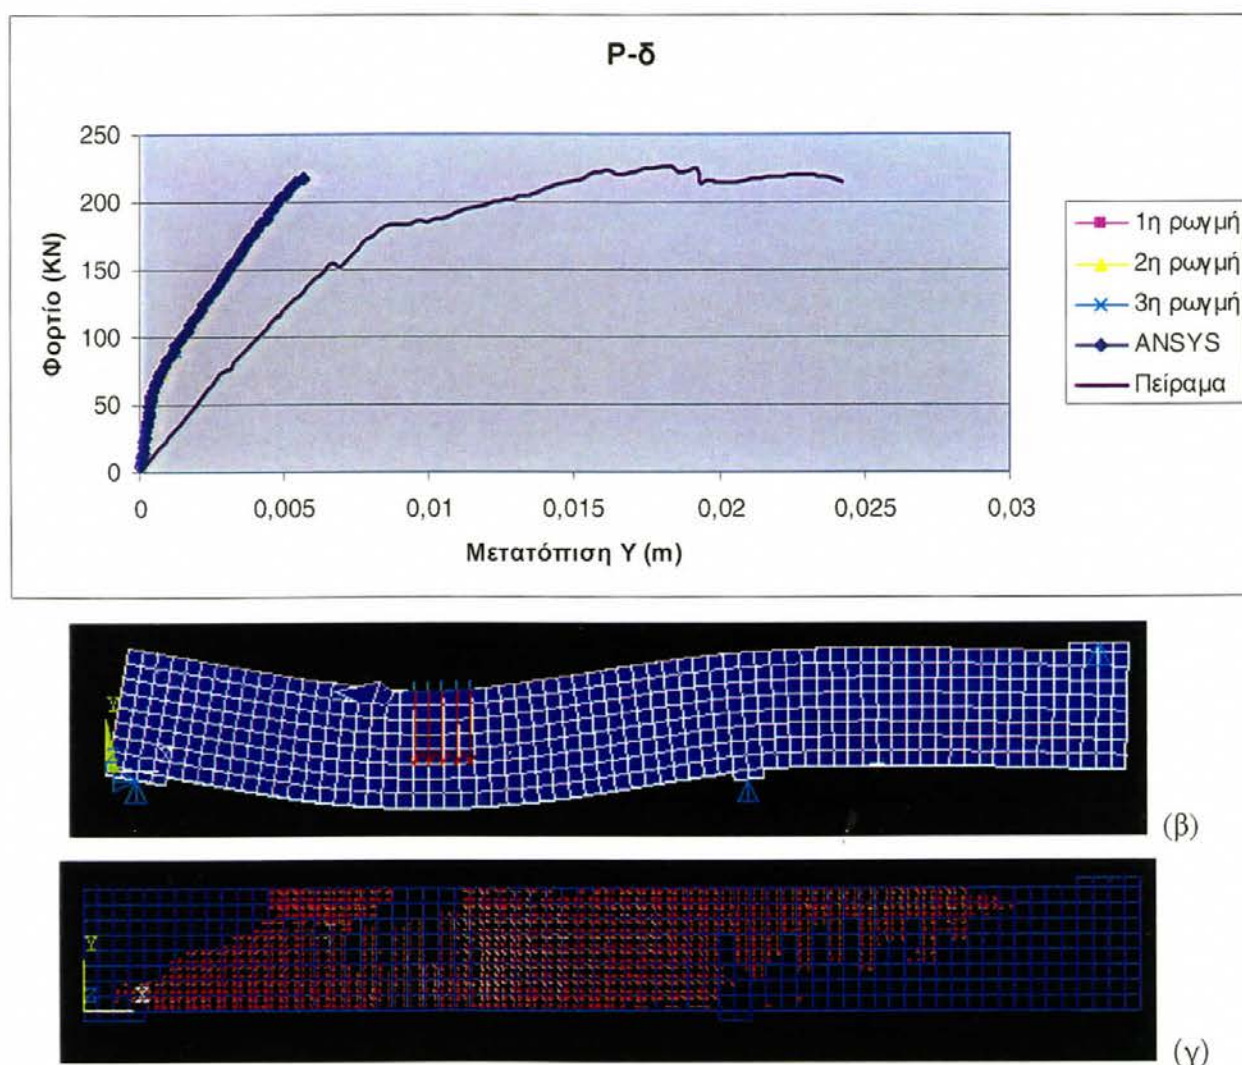 P-δ
250
200
150
100
50
0
Φορτίο (KN)
0 0,005 0,01 0,015 0,02 0,025 0,03
Μετατόπιση Y (m)
1η ρωγμή
2η ρωγμή
3η ρωγμή
ANSYS
Πείραμα
Y
(β)
Y
X
(γ)